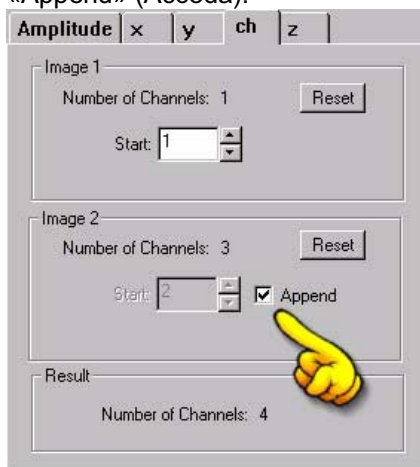 «Append» (Accoda).
Amplitude x y ch z
Image 1
Number of Channels: 1 Reset
Start: 1
Image 2
Number of Channels: 3 Reset
Start: 2 Append
Result
Number of Channels: 4